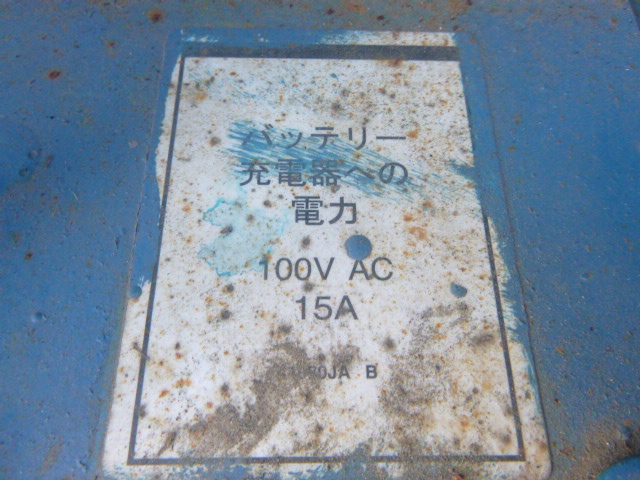 バッテリー
充電器への
電力
100V AC
15A
B